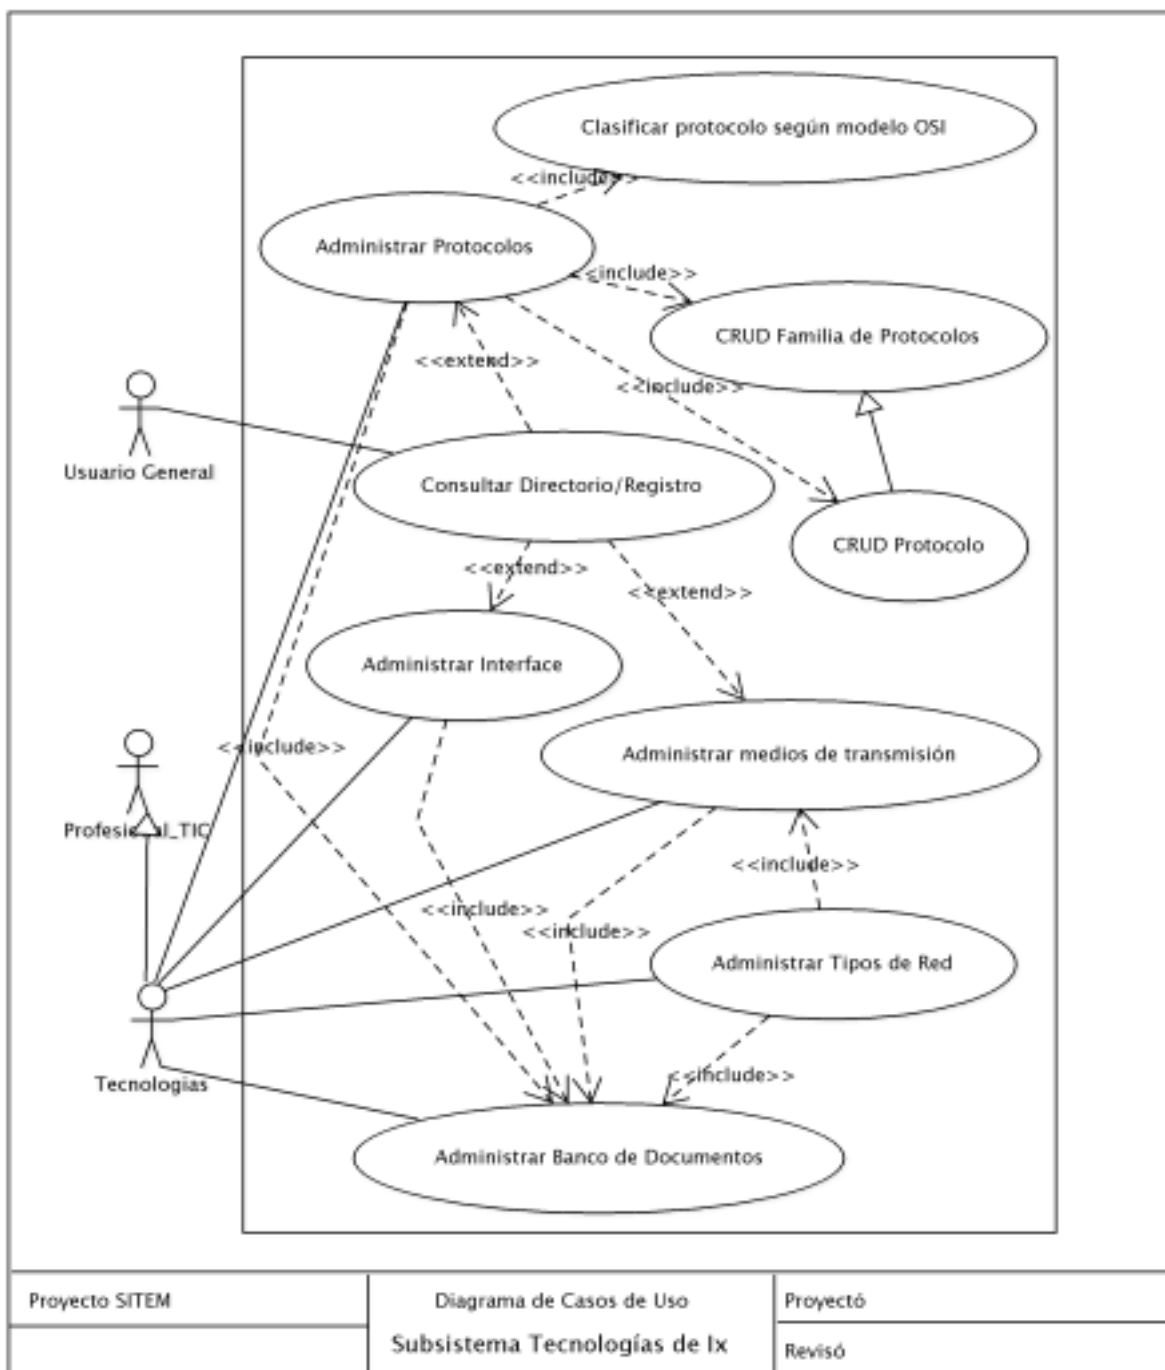 Clasificar protocolo según modelo OSI
<<include>>
Administrar Protocolos
<<include>>
CRUD Familia de Protocolos
<<extend>>
<<include>>
Usuario General
Consultar Directorio/Registro
CRUD Protocolo
<<extend>>
<<extend>>
Administrar Interface
<<include>>
Administrar medios de transmisión
Profesional_TIC
<<include>>
<<include>>
<<include>>
Administrar Tipos de Red
<<include>>
Tecnologías
Administrar Banco de Documentos
Proyecto SITEM
Diagrama de Casos de Uso
Proyectó
Subsistema Tecnologías de Ix
Revisó